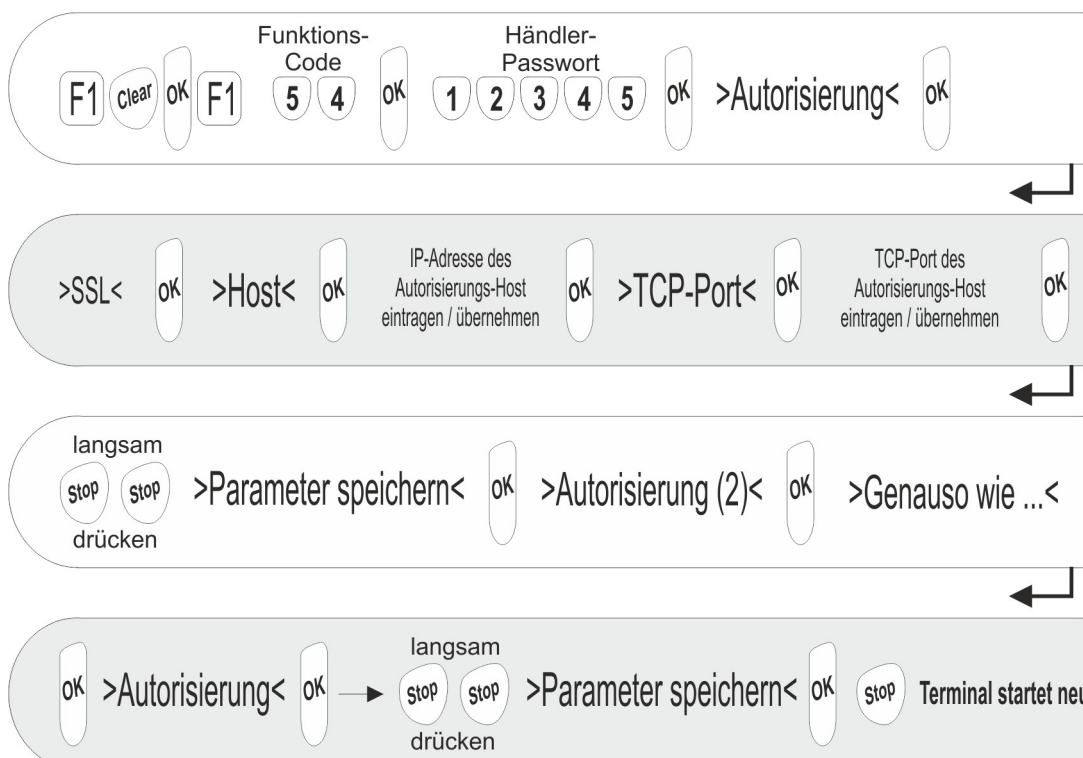 Funktions-
Code
Händler-
Passwort
F1 Clear OK F1 5 4 OK 1 2 3 4 5 OK >Autorisierung< OK
>SSL< OK >Host< OK
IP-Adresse des
Autorisierungs-Host
eintragen / übernehmen
OK >TCP-Port< OK
TCP-Port des
Autorisierungs-Host
eintragen / übernehmen
OK
langsam
Stop Stop
drücken
>Parameter speichern< OK >Autorisierung (2)< OK >Genauso wie ...<
OK >Autorisierung< OK
langsam
Stop Stop
drücken
>Parameter speichern< OK Stop Terminal startet neu